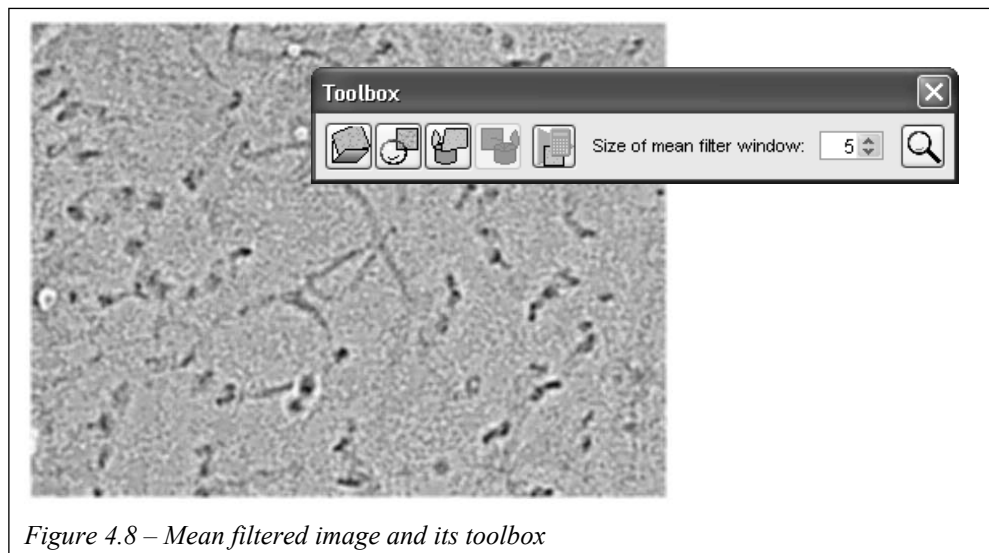 Toolbox
Size of mean filter window: 5
Figure 4.8 – Mean filtered image and its toolbox